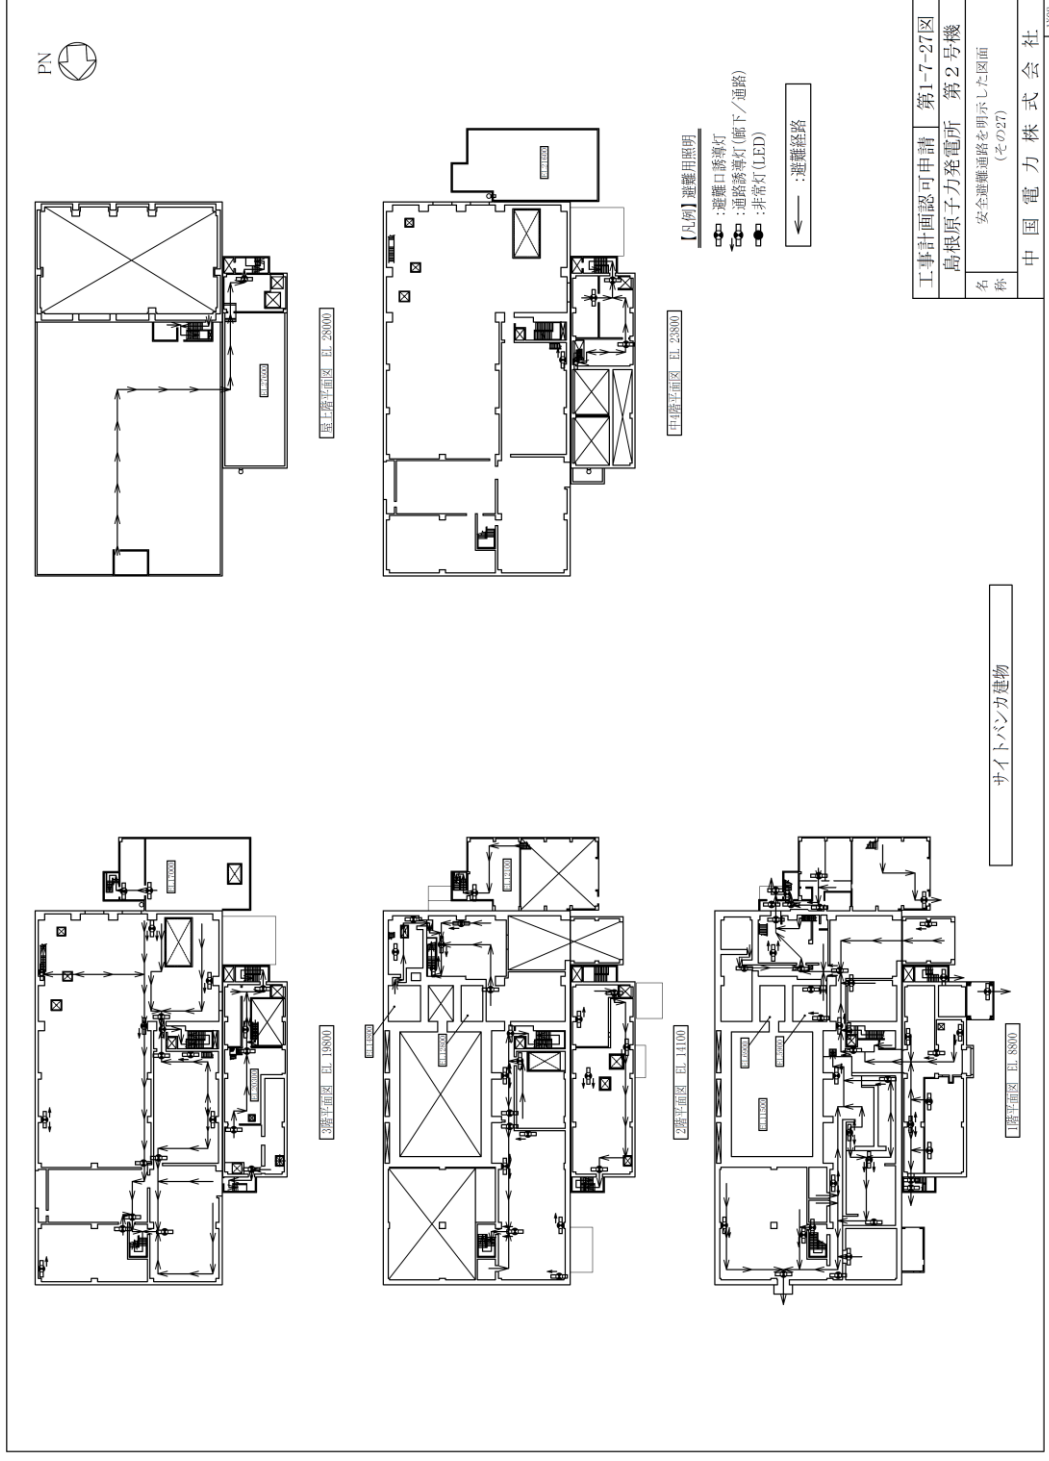 PN
EL 27600
屋上階平面図 EL 28000
中4階平面図 EL 23800
【凡例】避難用照明
:避難口誘導灯
:通路誘導灯(廊下/通路)
:非常灯(LED)
:避難経路
EL 17000
3階平面図 EL 19800
2階平面図 EL 14100
EL 11500
1階平面図 EL 8800
サイトバンカ建物
工事計画認可申請 第1-7-27図
島根原子力発電所 第2号機
名称 安全避難通路を明示した図面
(その27)
中国電力株式会社